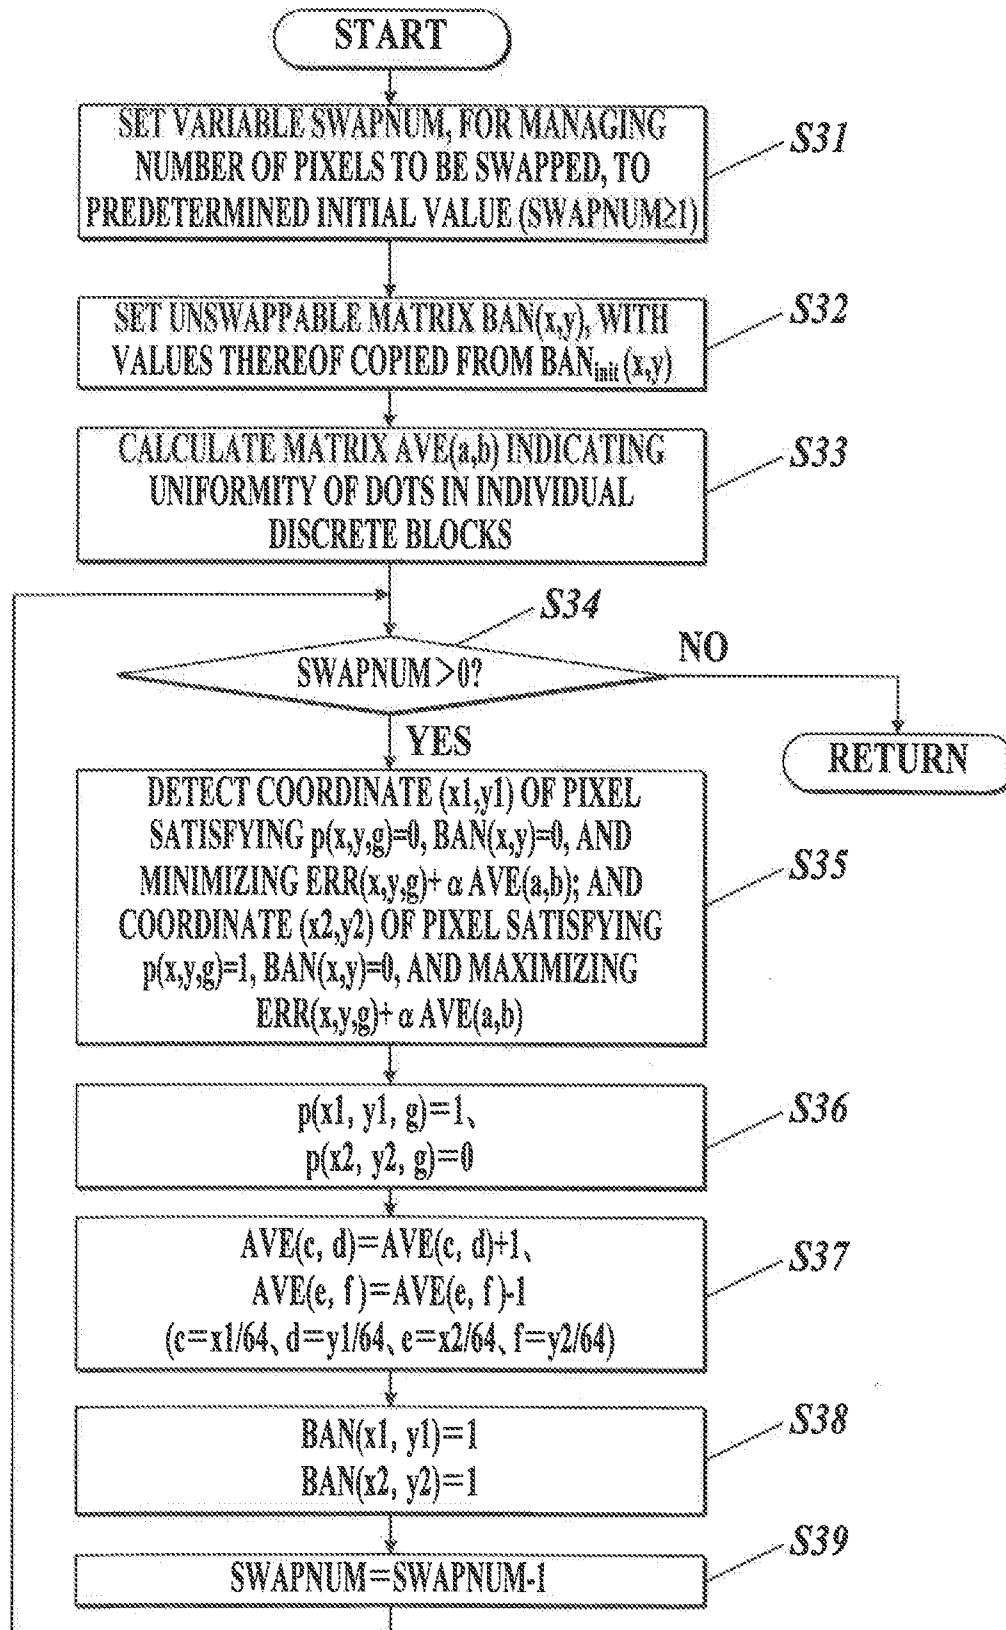 START
SET VARIABLE SWAPNUM, FOR MANAGING
NUMBER OF PIXELS TO BE SWAPPED, TO
PREDETERMINED INITIAL VALUE (SWAPNUM≥1)
S31
SET UNSWAPPABLE MATRIX BAN(x,y), WITH
VALUES THEREOF COPIED FROM BANinit(x,y)
S32
CALCULATE MATRIX AVE(a,b) INDICATING
UNIFORMITY OF DOTS IN INDIVIDUAL
DISCRETE BLOCKS
S33
S34
SWAPNUM>0?
NO
YES
RETURN
DETECT COORDINATE (x1,y1) OF PIXEL
SATISFYING p(x,y,g)=0, BAN(x,y)=0, AND
MINIMIZING ERR(x,y,g)+ α AVE(a,b); AND
COORDINATE (x2,y2) OF PIXEL SATISFYING
p(x,y,g)=1, BAN(x,y)=0, AND MAXIMIZING
ERR(x,y,g)+ α AVE(a,b)
S35
p(x1, y1, g)=1、
p(x2, y2, g)=0
S36
AVE(c, d)=AVE(c, d)+1、
AVE(e, f)=AVE(e, f)-1
(c=x1/64、d=y1/64、e=x2/64、f=y2/64)
S37
BAN(x1, y1)=1
BAN(x2, y2)=1
S38
SWAPNUM=SWAPNUM-1
S39